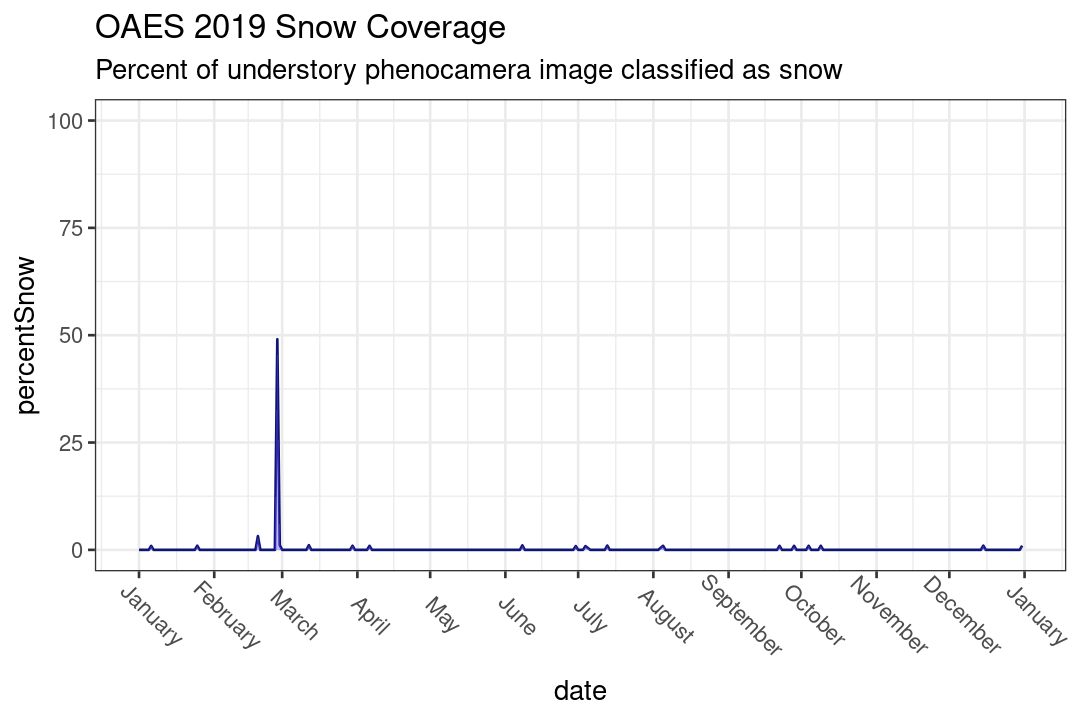 OAES 2019 Snow Coverage
Percent of understory phenocamera image classified as snow
percentSnow
100
75
50
25
0
January
February
March
April
May
June
July
August
September
October
November
December
January
date